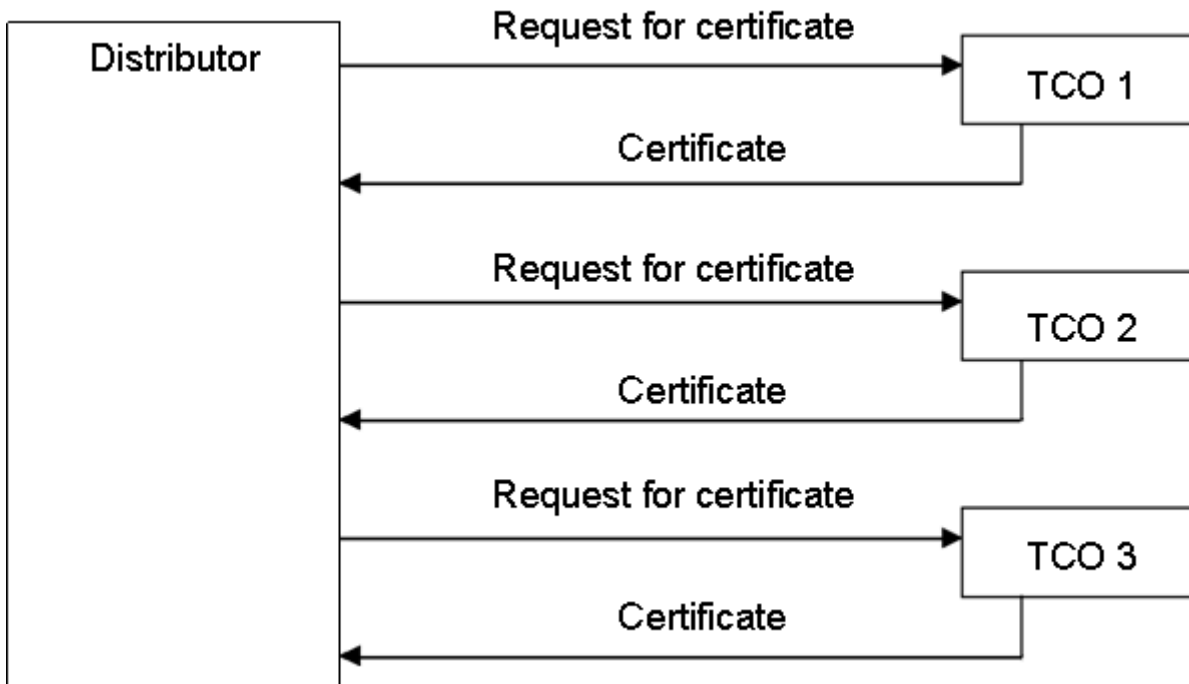 Distributor
Request for certificate
TCO 1
Certificate
Request for certificate
TCO 2
Certificate
Request for certificate
TCO 3
Certificate